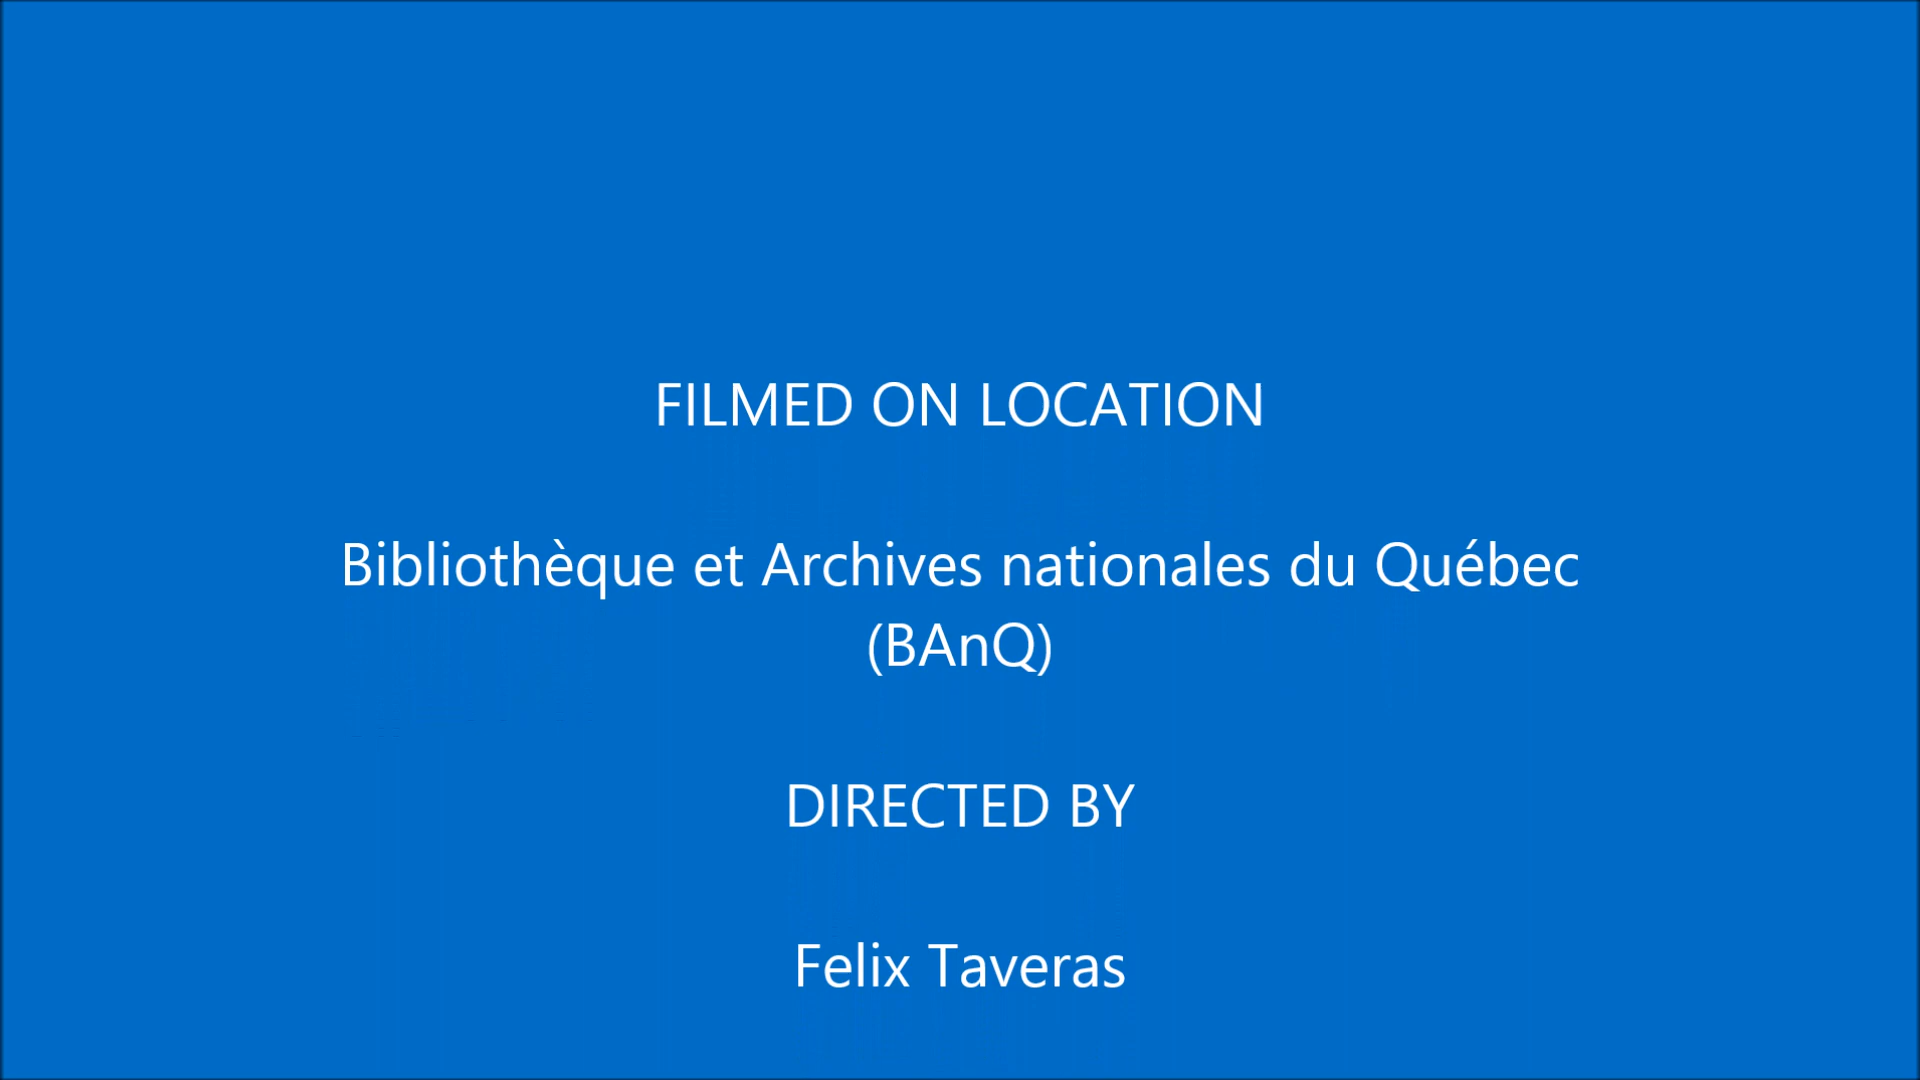 FILMED ON LOCATION
Bibliothèque et Archives nationales du Québec
(BAnQ)
DIRECTED BY
Felix Taveras